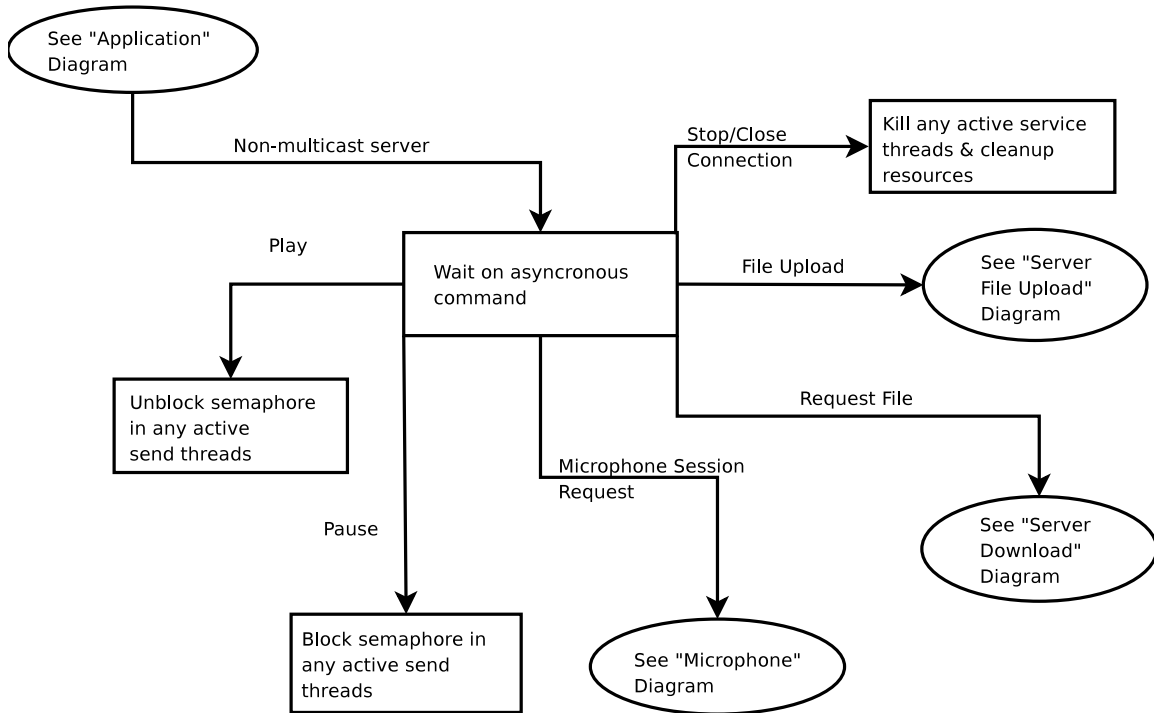 See "Application"
Diagram
Non-multicast server
Stop/Close
Connection
Kill any active service
threads & cleanup
resources
Play
Wait on asyncronous
command
File Upload
See "Server
File Upload"
Diagram
Unblock semaphore
in any active
send threads
Request File
Microphone Session
Request
Pause
See "Server
Download"
Diagram
Block semaphore in
any active send
threads
See "Microphone"
Diagram